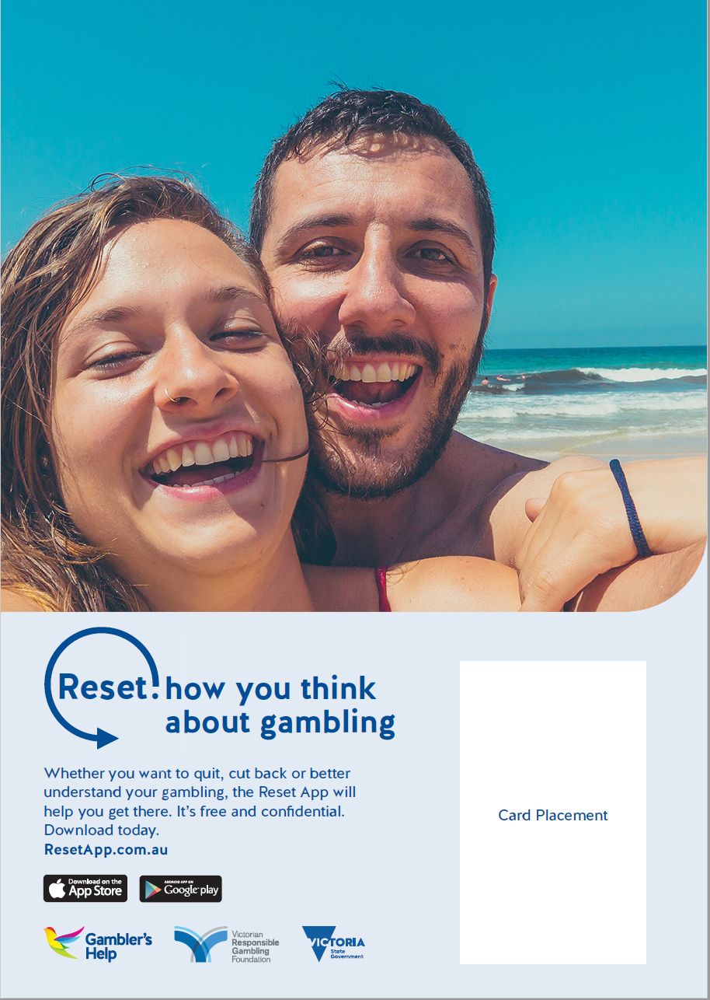 Reset: how you think
about gambling
Whether you want to quit, cut back or better
understand your gambling, the Reset App will
help you get there. It's free and confidential.
Download today.
ResetApp.com.au
Card Placement
Download on the
App Store
ANDROID APP ON
Google play
Gambler's
Help
Victorian
Responsible
Gambling
Foundation
VICTORIA
State
Government